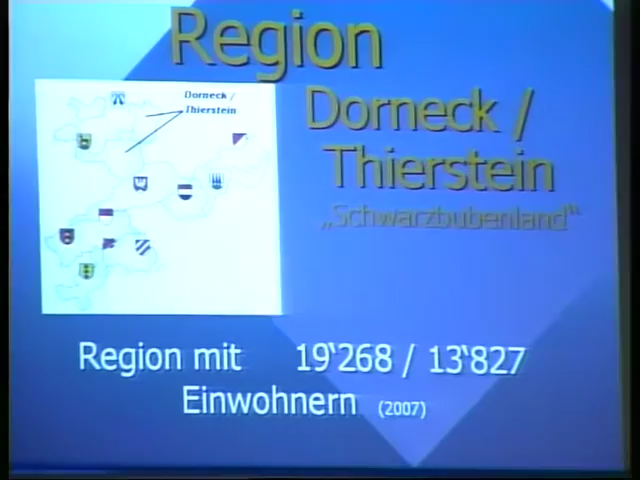 Region
Dorneck /
Thierstein
Dorneck /
Thierstein
„Schwarzbubenland“
Region mit 19‘268 / 13‘827
Einwohnern (2007)